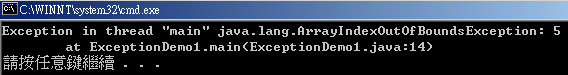 C:\WINNT\system32\cmd.exe
Exception in thread "main" java.lang.ArrayIndexOutOfBoundsException: 5
at ExceptionDemo1.main(ExceptionDemo1.java:14)
請按任意鍵繼續 . . .